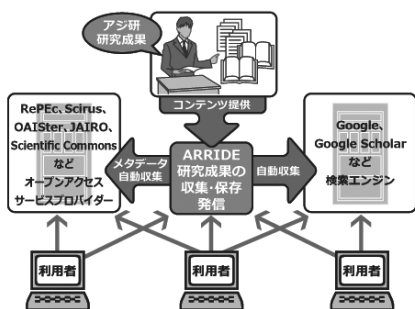 アジ研
研究成果
コンテンツ提供
RePEc、Scirus、
OAISter、JAIRO、
Scientific Commons
など
オープンアクセス
サービスプロバイダー
メタデータ
自動収集
ARRIDE
研究成果の
収集・保存
発信
自動収集
Google、
Google Scholar
など
検索エンジン
利用者
利用者
利用者